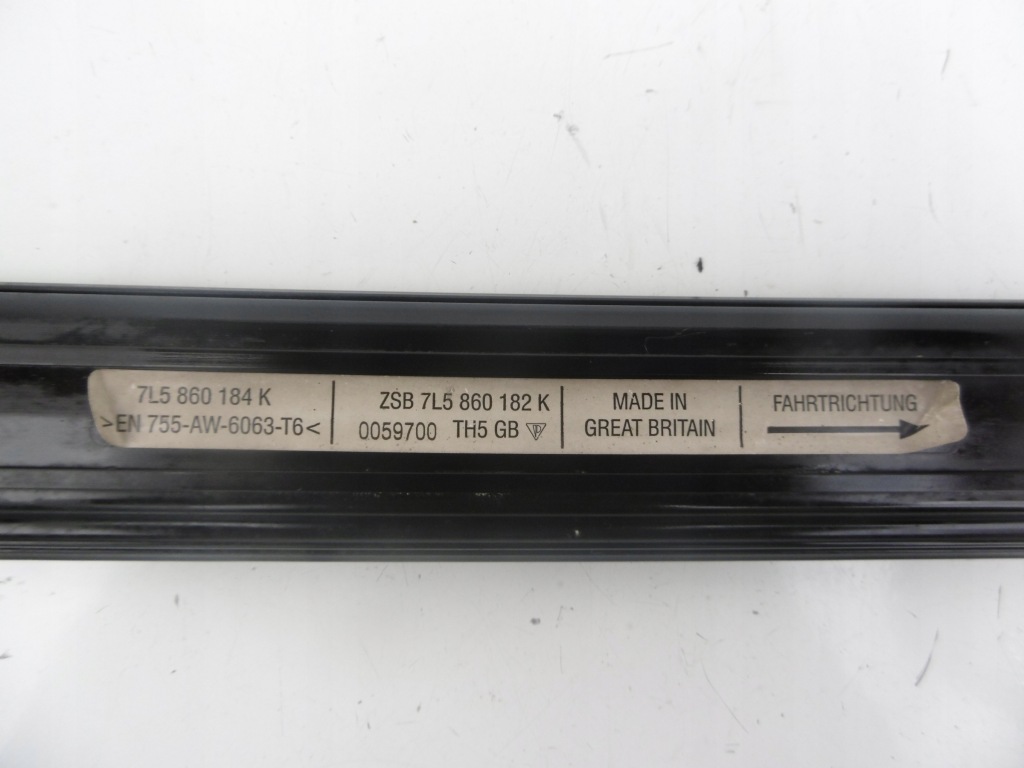 7L5 860 184 K
>EN 755-AW-6063-T6<
ZSB 7L5 860 182 K
0059700 TH5 GB
MADE IN
GREAT BRITAIN
FAHRTRICHTUNG